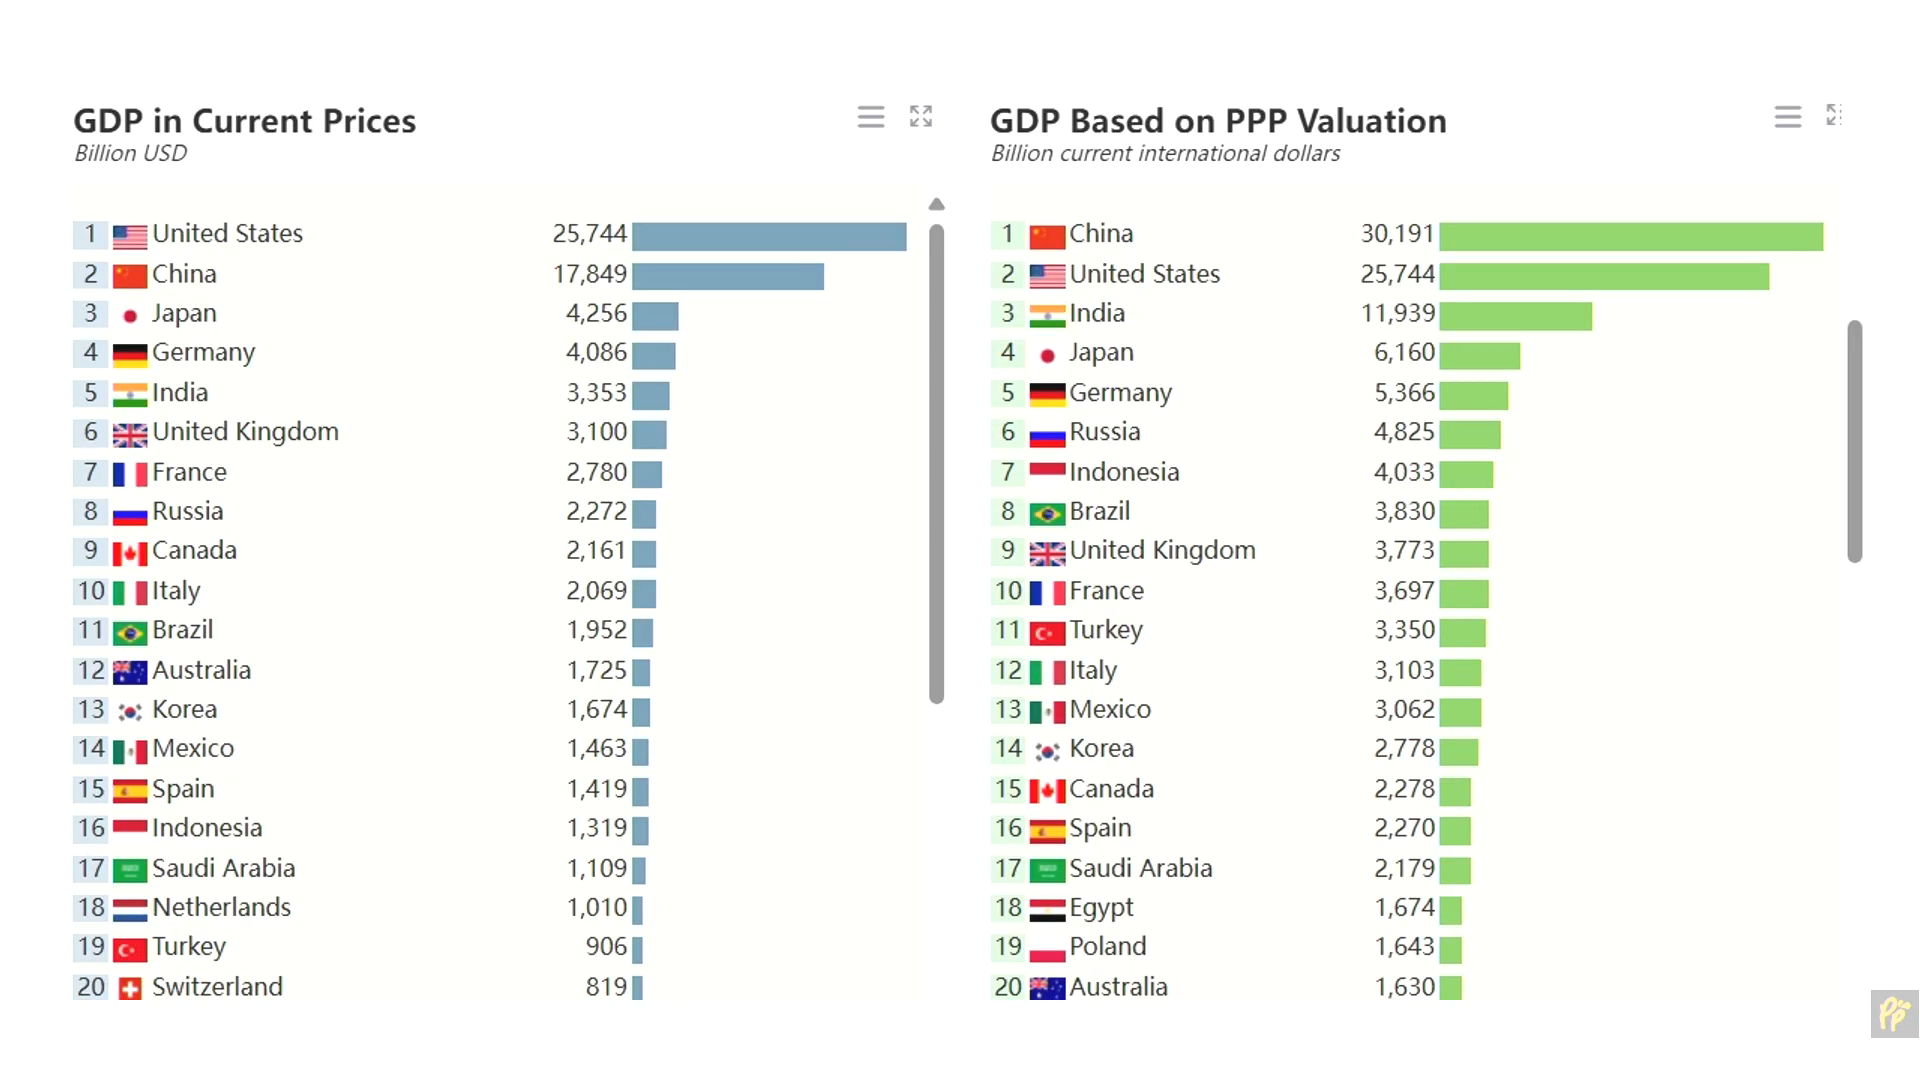 GDP in Current Prices
Billion USD
1 United States 25,744
2 China 17,849
3 Japan 4,256
4 Germany 4,086
5 India 3,353
6 United Kingdom 3,100
7 France 2,780
8 Russia 2,272
9 Canada 2,161
10 Italy 2,069
11 Brazil 1,952
12 Australia 1,725
13 Korea 1,674
14 Mexico 1,463
15 Spain 1,419
16 Indonesia 1,319
17 Saudi Arabia 1,109
18 Netherlands 1,010
19 Turkey 906
20 Switzerland 819
GDP Based on PPP Valuation
Billion current international dollars
1 China 30,191
2 United States 25,744
3 India 11,939
4 Japan 6,160
5 Germany 5,366
6 Russia 4,825
7 Indonesia 4,033
8 Brazil 3,830
9 United Kingdom 3,773
10 France 3,697
11 Turkey 3,350
12 Italy 3,103
13 Mexico 3,062
14 Korea 2,778
15 Canada 2,278
16 Spain 2,270
17 Saudi Arabia 2,179
18 Egypt 1,674
19 Poland 1,643
20 Australia 1,630
PP